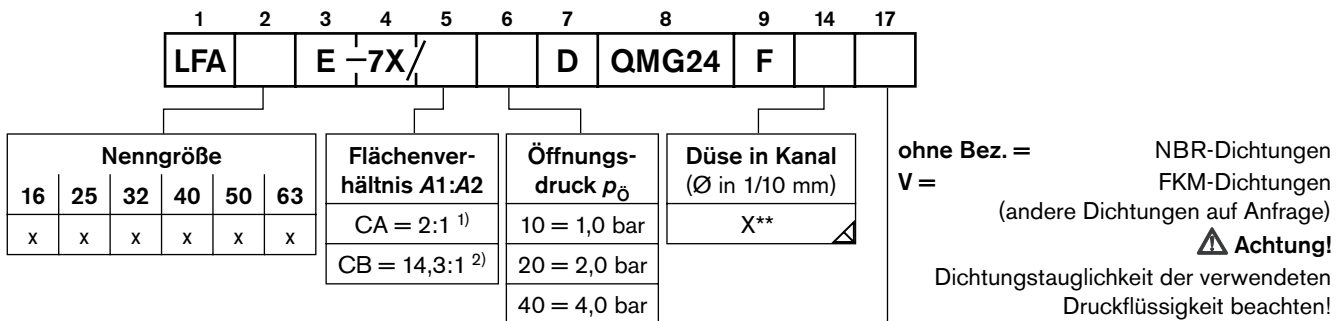 1 2 3 4 5 6 7 8 9 14 17
LFA E –7X/ D QMG24 F
Nenngröße
16 25 32 40 50 63
x x x x x x
Flächenver-
hältnis A1:A2
CA = 2:1 1)
CB = 14,3:1 2)
Öffnungs-
druck pÖ
10 = 1,0 bar
20 = 2,0 bar
40 = 4,0 bar
Düse in Kanal
(Ø in 1/10 mm)
X**
ohne Bez. = NBR-Dichtungen
V = FKM-Dichtungen
(andere Dichtungen auf Anfrage)
Achtung!
Dichtungstauglichkeit der verwendeten
Druckflüssigkeit beachten!